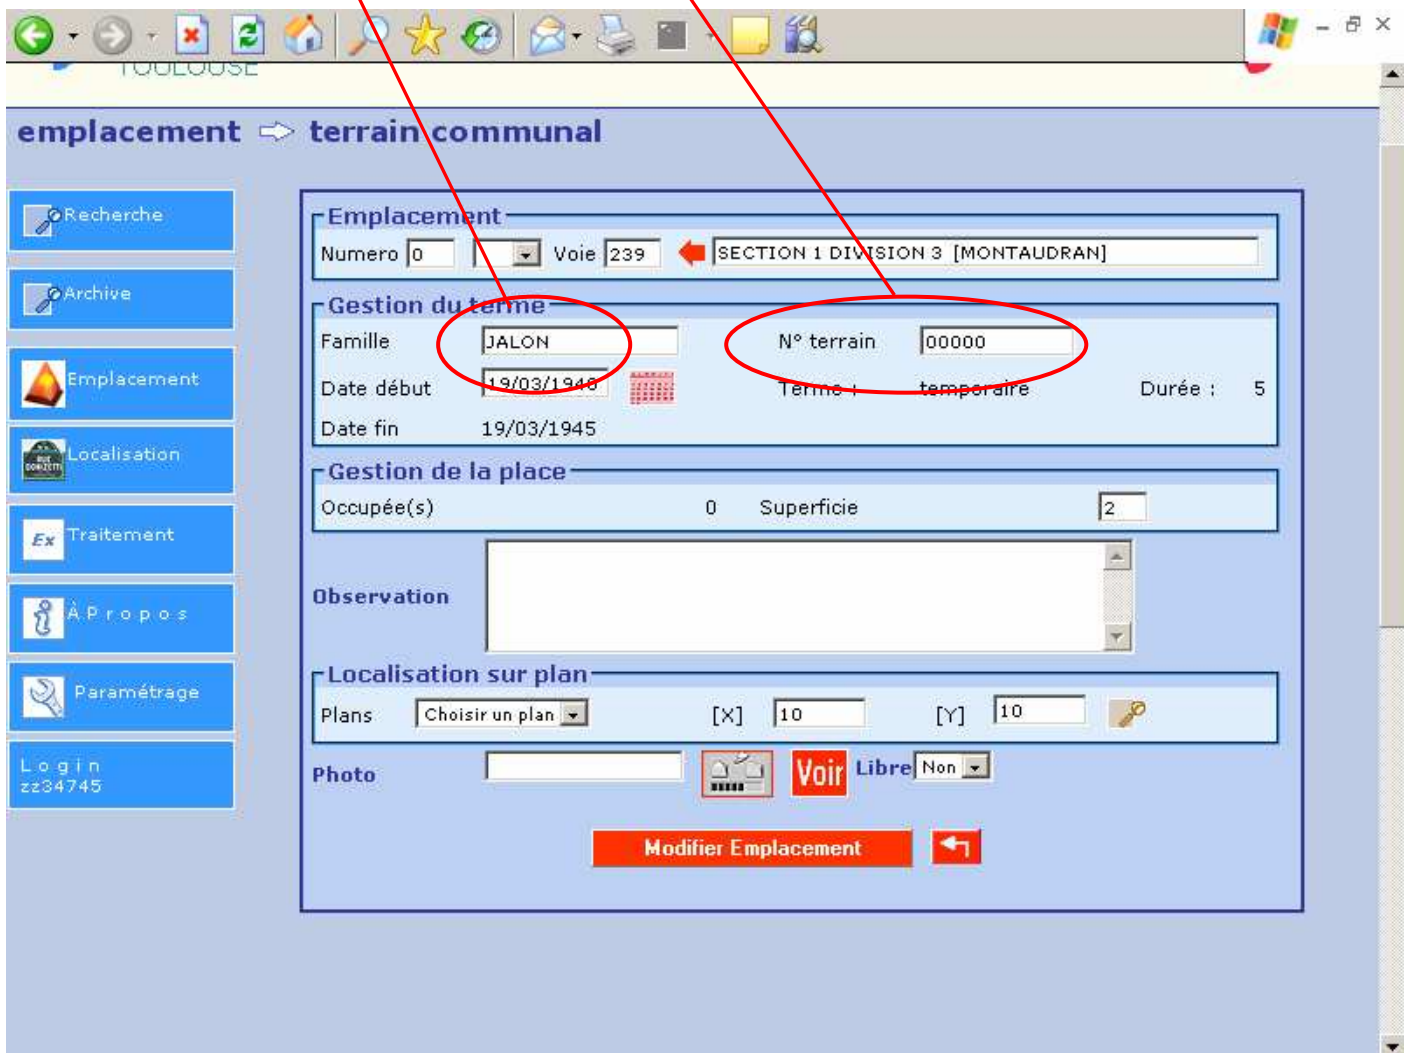 TOULOUSE
emplacement ⇨ terrain communal
Recherche
Archive
Emplacement
Localisation
Ex Traitement
À Propos
Paramétrage
Login
zz34745
Emplacement
Numero 0 Voie 239 SECTION 1 DIVISION 3 [MONTAUDRAN]
Gestion du terme
Famille JALON N° terrain 00000
Date début 19/03/1940 Terme : temporaire Durée : 5
Date fin 19/03/1945
Gestion de la place
Occupée(s) 0 Superficie 2
Observation
Localisation sur plan
Plans Choisir un plan [X] 10 [Y] 10
Photo Voir Libre Non
Modifier Emplacement